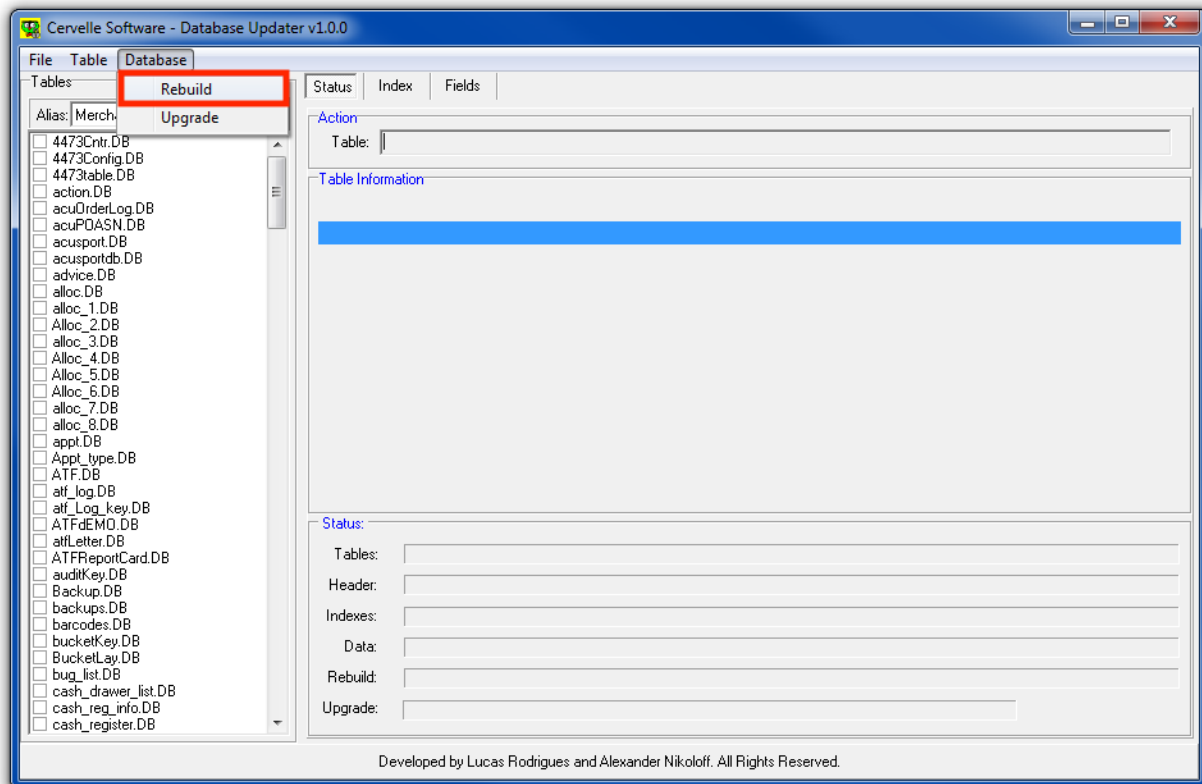 Cervelle Software - Database Updater v1.0.0
File Table Database
Rebuild
Upgrade
Tables
Alias: Mercha
4473Cntr.DB
4473Config.DB
4473table.DB
action.DB
acuOrderLog.DB
acuPOASN.DB
acusport.DB
acusportdb.DB
advice.DB
alloc.DB
alloc_1.DB
Alloc_2.DB
alloc_3.DB
Alloc_4.DB
Alloc_5.DB
Alloc_6.DB
alloc_7.DB
alloc_8.DB
appt.DB
Appt_type.DB
ATF.DB
atf_log.DB
atf_Log_key.DB
ATFdEMO.DB
atfLetter.DB
ATFReportCard.DB
auditKey.DB
Backup.DB
backups.DB
barcodes.DB
bucketKey.DB
BucketLay.DB
bug_list.DB
cash_drawer_list.DB
cash_reg_info.DB
cash_register.DB
Status Index Fields
Action
Table:
Table Information
Status:
Tables:
Header:
Indexes:
Data:
Rebuild:
Upgrade:
Developed by Lucas Rodrigues and Alexander Nikoloff. All Rights Reserved.